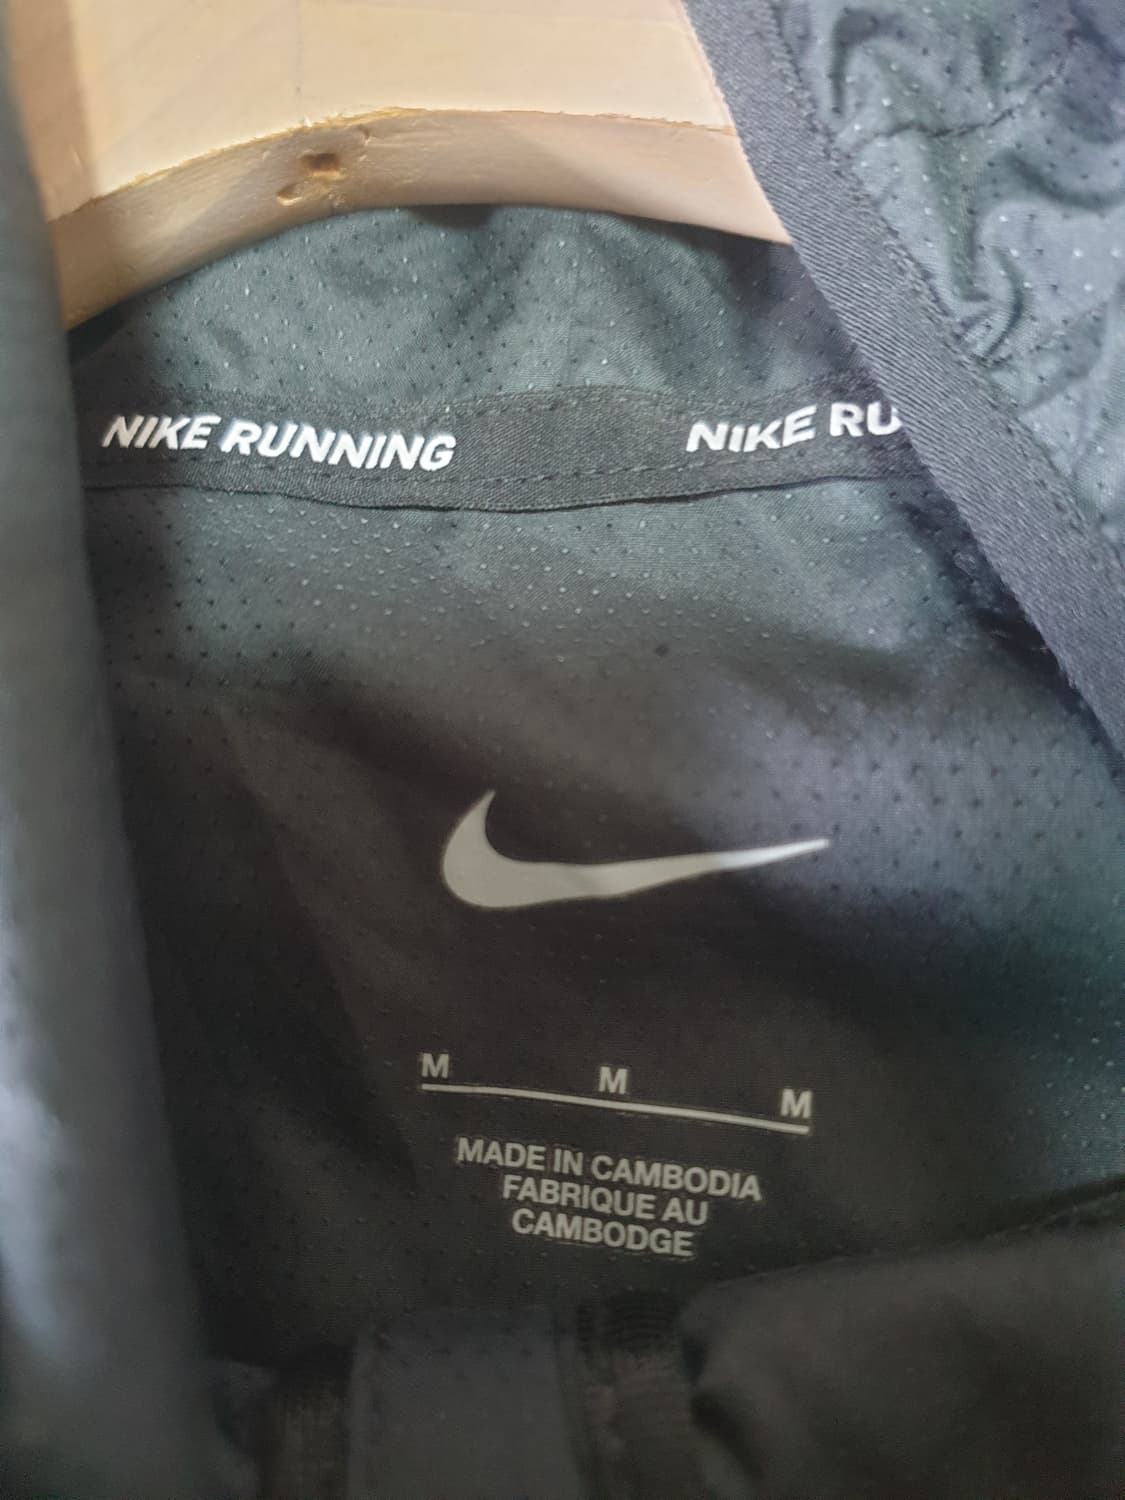 NIKE RUNNING NIKE RU
M M M
MADE IN CAMBODIA
FABRIQUE AU
CAMBODGE